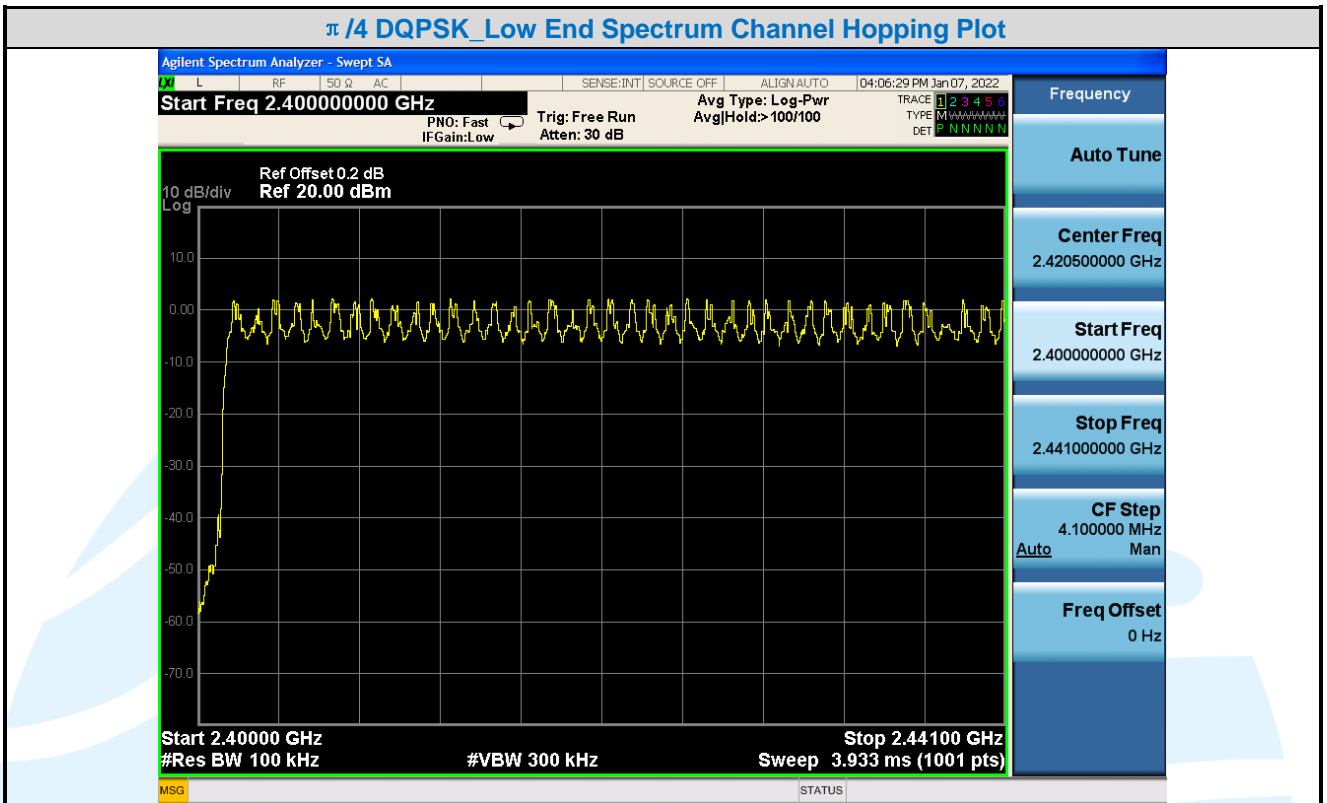 π/4 DQPSK_Low End Spectrum Channel Hopping Plot
Agilent Spectrum Analyzer - Swept SA
LXI L RF 50 Ω AC SENSE:INT SOURCE OFF ALIGN AUTO 04:06:29 PM Jan 07, 2022
Start Freq 2.400000000 GHz
PNO: Fast
IFGain:Low
Trig: Free Run
Atten: 30 dB
Avg Type: Log-Pwr
Avg|Hold:>100/100
TRACE 1 2 3 4 5 6
TYPE M WWWWW
DET P N N N N N
Ref Offset 0.2 dB
10 dB/div Ref 20.00 dBm
Log
10.0
0.00
-10.0
-20.0
-30.0
-40.0
-50.0
-60.0
-70.0
Start 2.40000 GHz
Stop 2.44100 GHz
#Res BW 100 kHz
#VBW 300 kHz
Sweep 3.933 ms (1001 pts)
MSG
STATUS
Frequency
Auto Tune
Center Freq
2.420500000 GHz
Start Freq
2.400000000 GHz
Stop Freq
2.441000000 GHz
CF Step
4.100000 MHz
Auto Man
Freq Offset
0 Hz